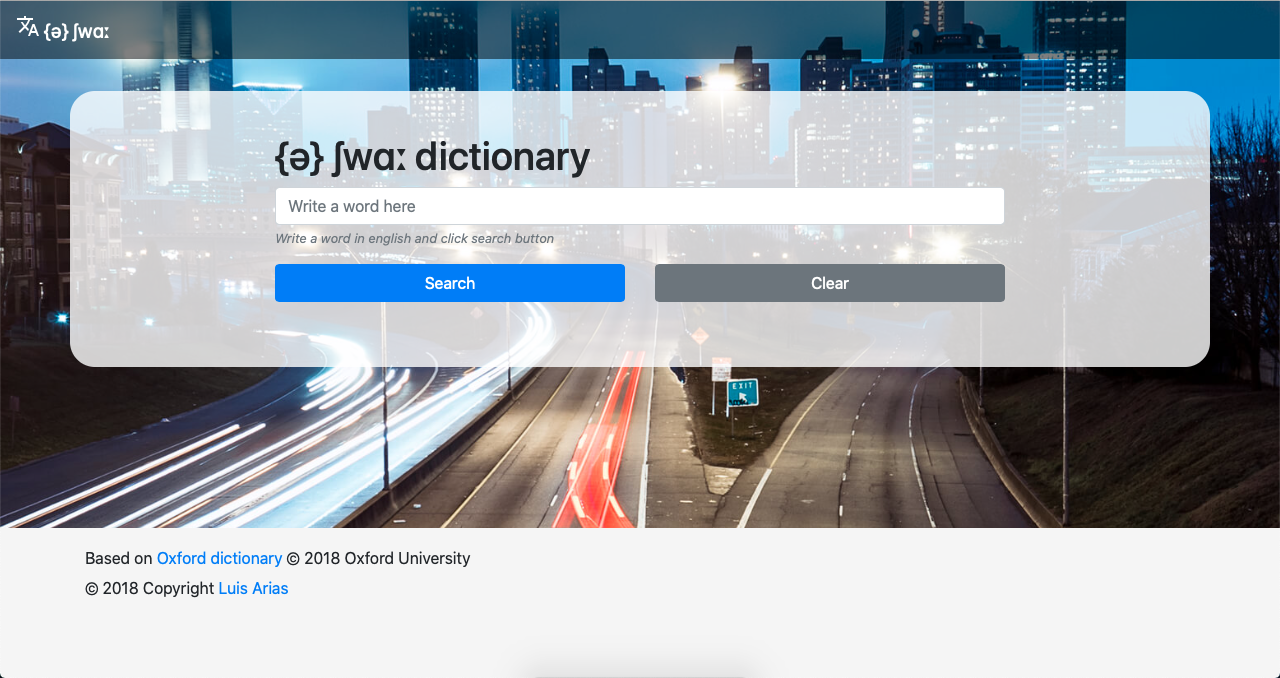 {ə} ʃwɑː
{ə} ʃwɑː dictionary
Write a word here
Write a word in english and click search button
Search Clear
EXIT
Based on Oxford dictionary © 2018 Oxford University
© 2018 Copyright Luis Arias